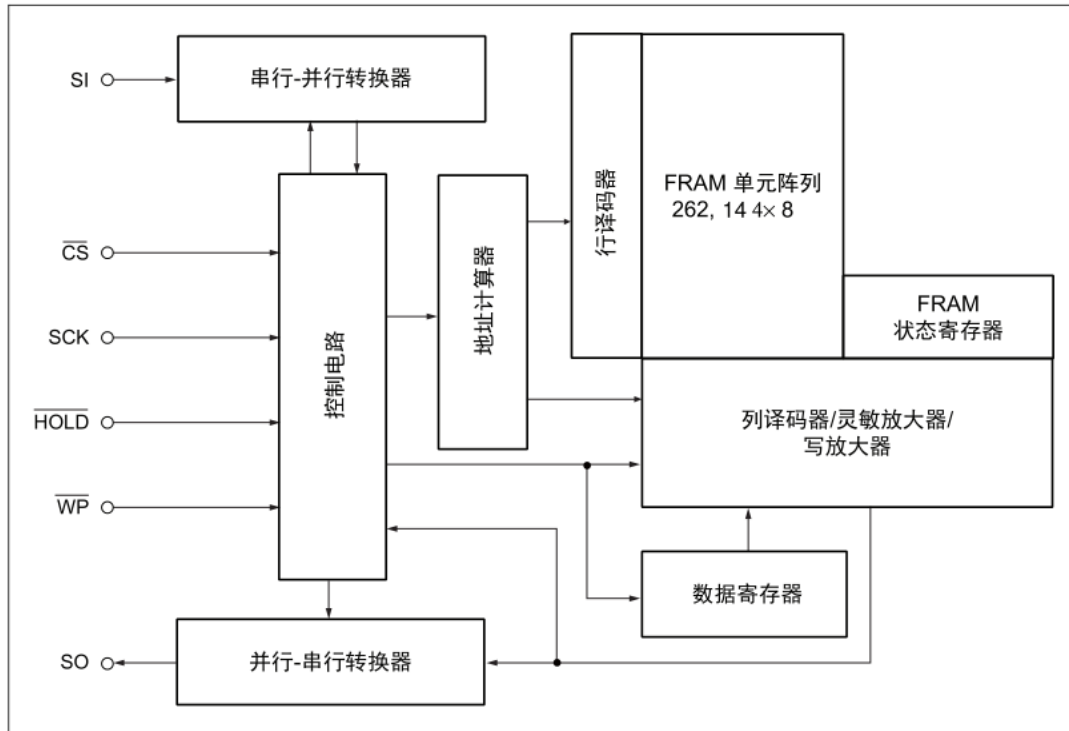 SI
串行-并行转换器
CS
SCK
HOLD
WP
控制电路
地址计算器
行译码器
FRAM 单元阵列
262, 14 4× 8
FRAM
状态寄存器
列译码器/灵敏放大器/
写放大器
数据寄存器
SO
并行-串行转换器